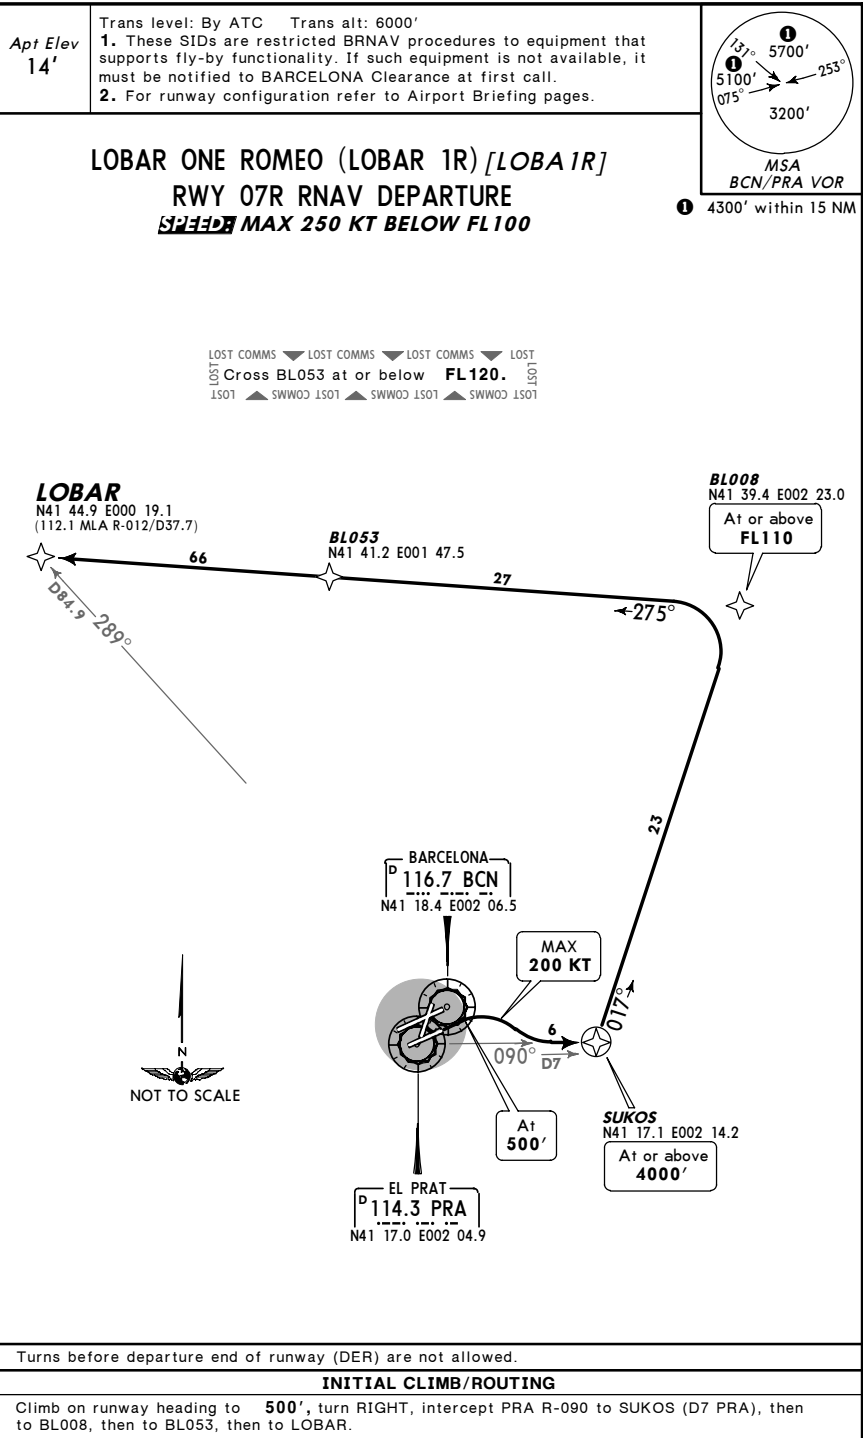 Apt Elev
14'
Trans level: By ATC Trans alt: 6000'
1. These SIDs are restricted BRNAV procedures to equipment that
supports fly-by functionality. If such equipment is not available, it
must be notified to BARCELONA Clearance at first call.
2. For runway configuration refer to Airport Briefing pages.
131°
1
5700'
1
5100'
075°
253°
3200'
MSA
BCN/PRA VOR
1 4300' within 15 NM
LOBAR ONE ROMEO (LOBAR 1R) [LOBA1R]
RWY 07R RNAV DEPARTURE
SPEED: MAX 250 KT BELOW FL100
LOST COMMS LOST COMMS LOST COMMS LOST
LOST
Cross BL053 at or below FL120.
LOST
LOST COMMS LOST COMMS LOST COMMS LOST
LOBAR
N41 44.9 E000 19.1
(112.1 MLA R-012/D37.7)
BL053
N41 41.2 E001 47.5
BL008
N41 39.4 E002 23.0
At or above
FL110
66
27
275°
D84.9
289°
23
BARCELONA
D
116.7 BCN
N41 18.4 E002 06.5
MAX
200 KT
017°
6
090°
D7
N
NOT TO SCALE
At
500'
SUKOS
N41 17.1 E002 14.2
At or above
4000'
EL PRAT
D
114.3 PRA
N41 17.0 E002 04.9
Turns before departure end of runway (DER) are not allowed.
INITIAL CLIMB/ROUTING
Climb on runway heading to 500', turn RIGHT, intercept PRA R-090 to SUKOS (D7 PRA), then
to BL008, then to BL053, then to LOBAR.